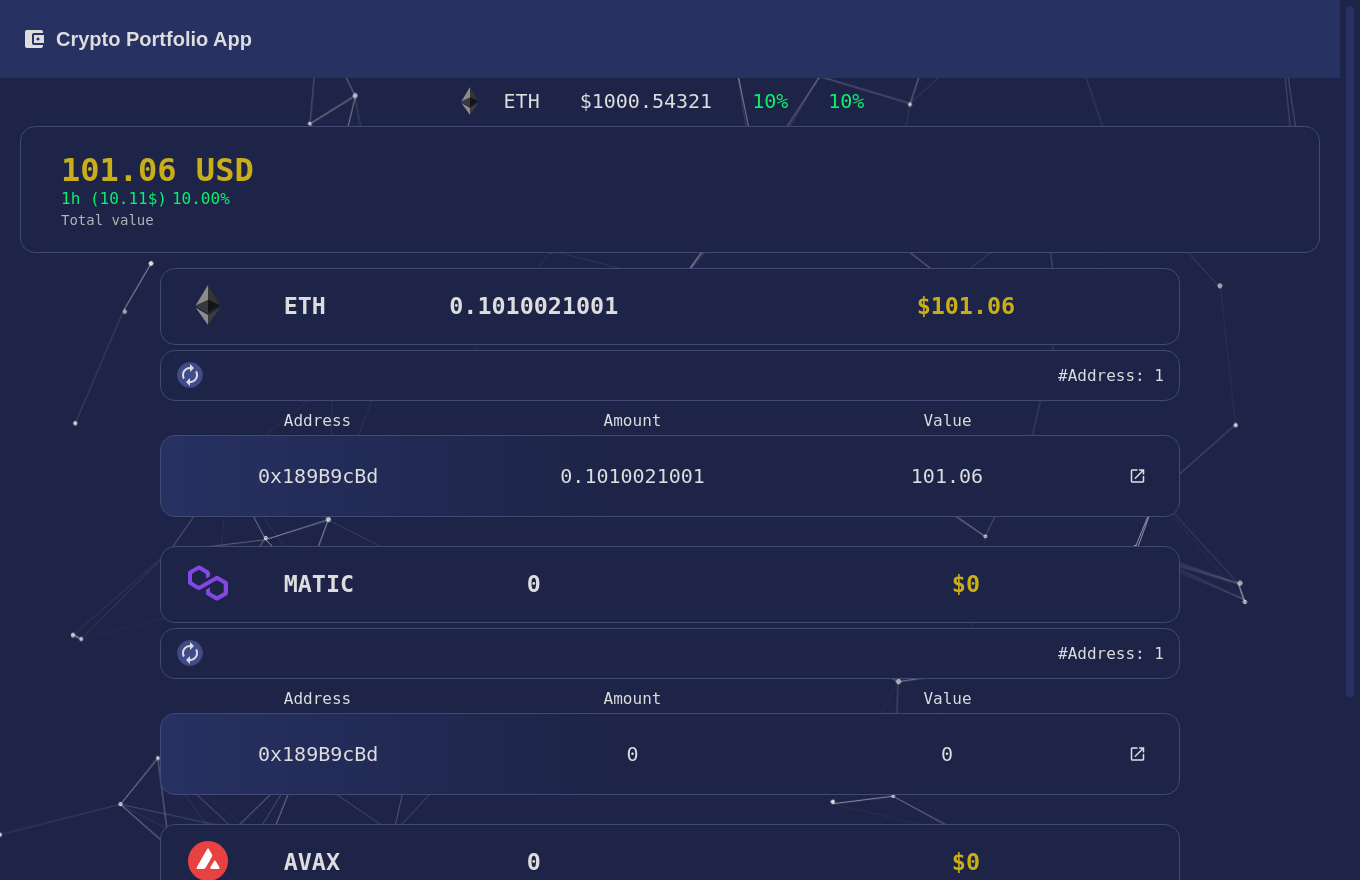 Crypto Portfolio App
ETH $1000.54321 10% 10%
101.06 USD
1h (10.11$) 10.00%
Total value
ETH 0.1010021001 $101.06
#Address: 1
Address Amount Value
0x189B9cBd 0.1010021001 101.06
MATIC 0 $0
#Address: 1
Address Amount Value
0x189B9cBd 0 0
AVAX 0 $0